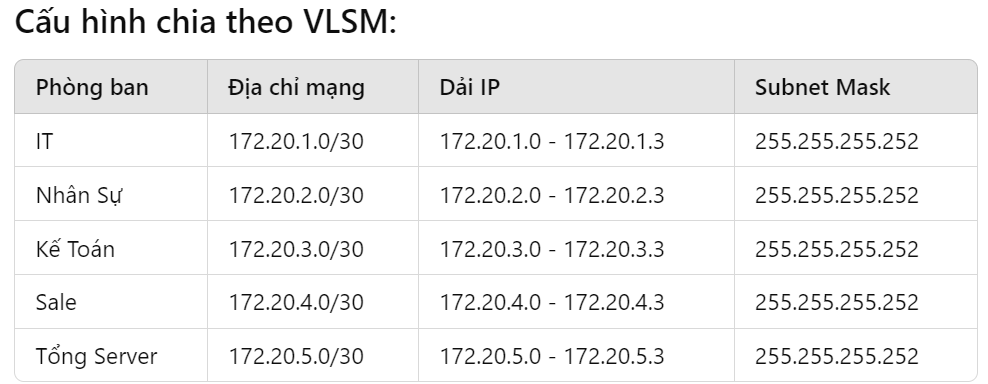 Cấu hình chia theo VLSM:
Phòng ban Địa chỉ mạng Dải IP Subnet Mask
IT 172.20.1.0/30 172.20.1.0 - 172.20.1.3 255.255.255.252
Nhân Sự 172.20.2.0/30 172.20.2.0 - 172.20.2.3 255.255.255.252
Kế Toán 172.20.3.0/30 172.20.3.0 - 172.20.3.3 255.255.255.252
Sale 172.20.4.0/30 172.20.4.0 - 172.20.4.3 255.255.255.252
Tổng Server 172.20.5.0/30 172.20.5.0 - 172.20.5.3 255.255.255.252